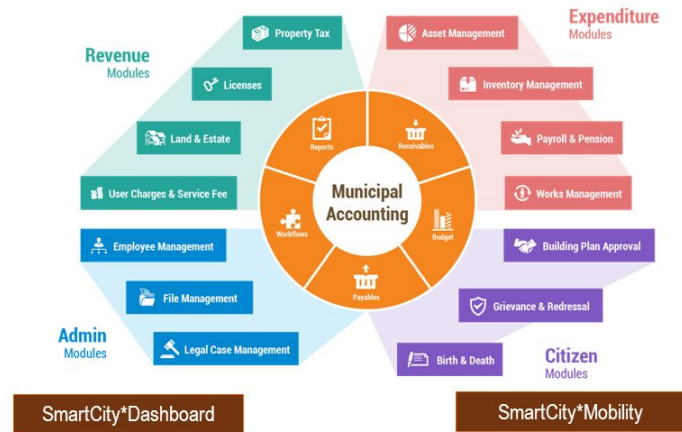 Revenue
Modules
Property Tax
Licenses
Land & Estate
User Charges & Service Fee
Expenditure
Modules
Asset Management
Inventory Management
Payroll & Pension
Works Management
Reports
Receivables
Municipal
Accounting
Workflows
Budget
Payables
Employee Management
File Management
Legal Case Management
Admin
Modules
Building Plan Approval
Grievance & Redressal
Birth & Death
Citizen
Modules
SmartCity*Dashboard
SmartCity*Mobility